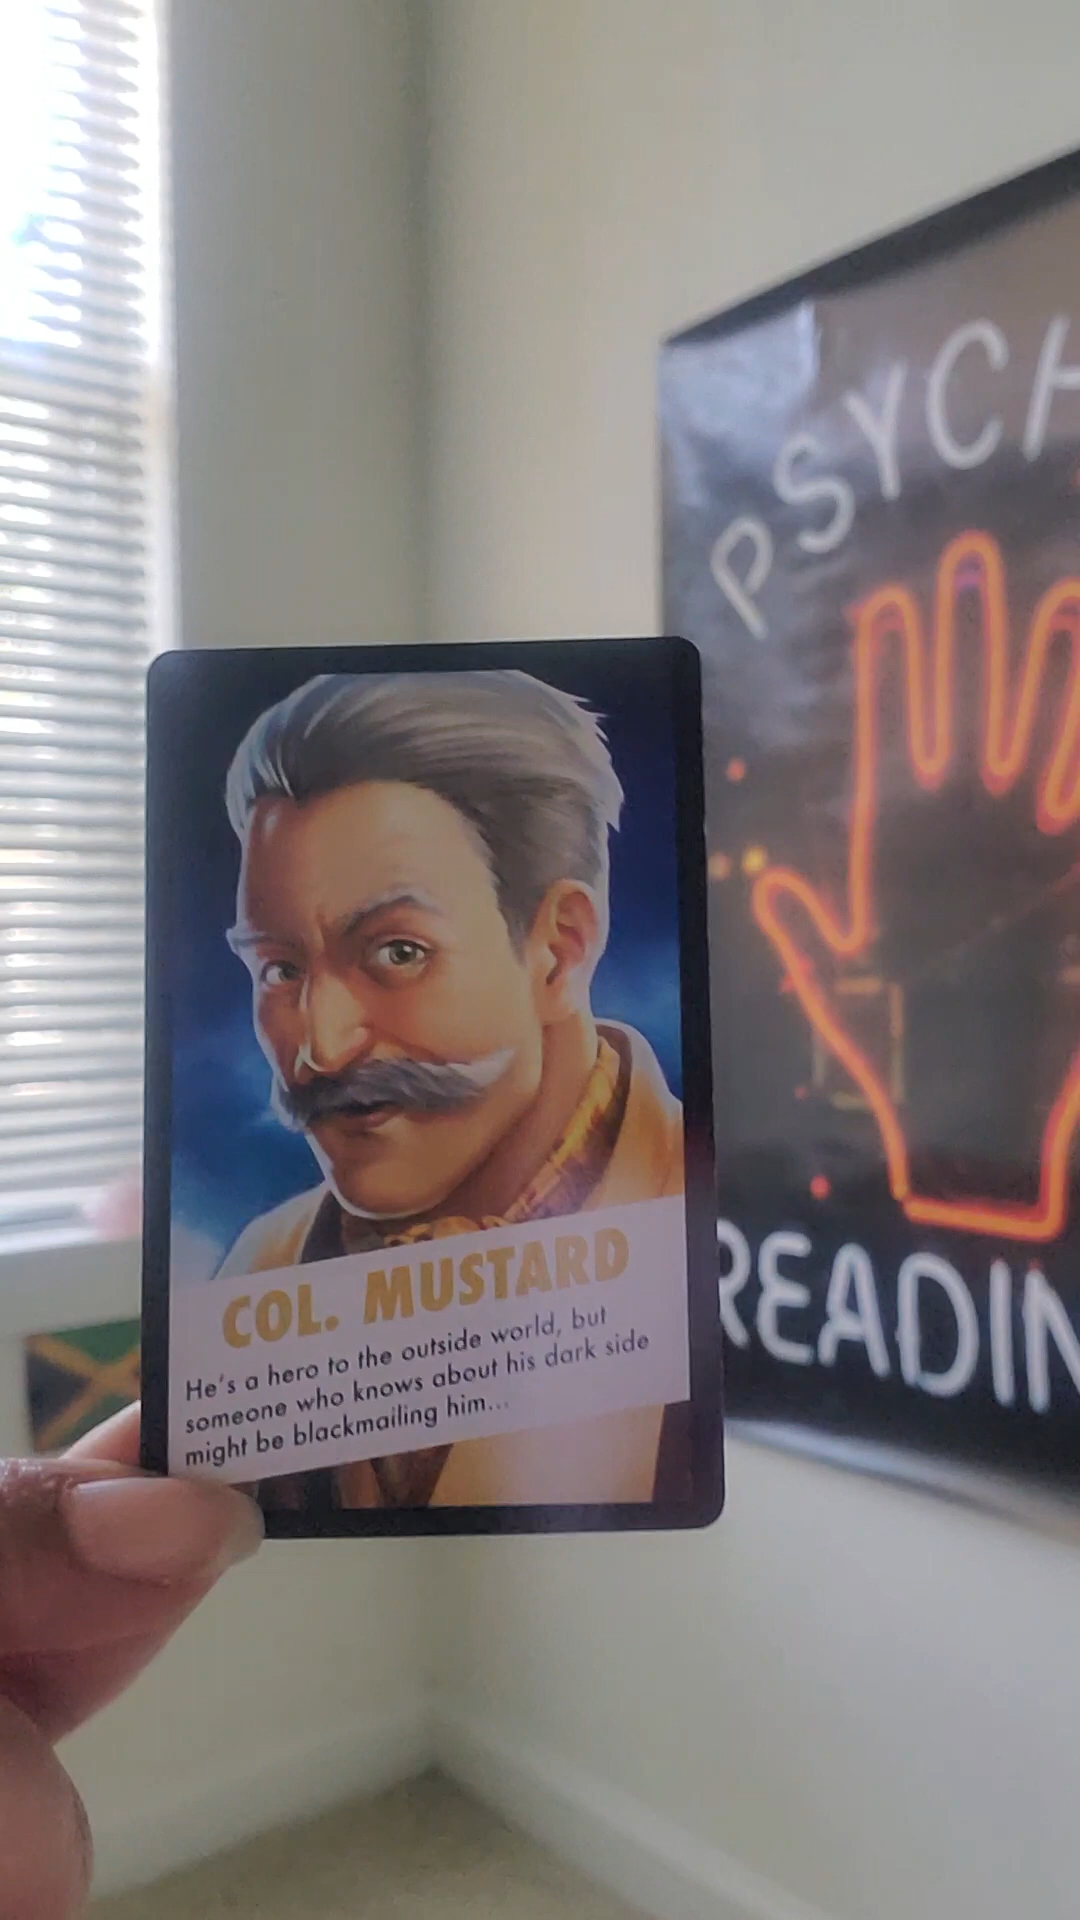 PSYCH
READIN
COL. MUSTARD
He's a hero to the outside world, but
someone who knows about his dark side
might be blackmailing him...